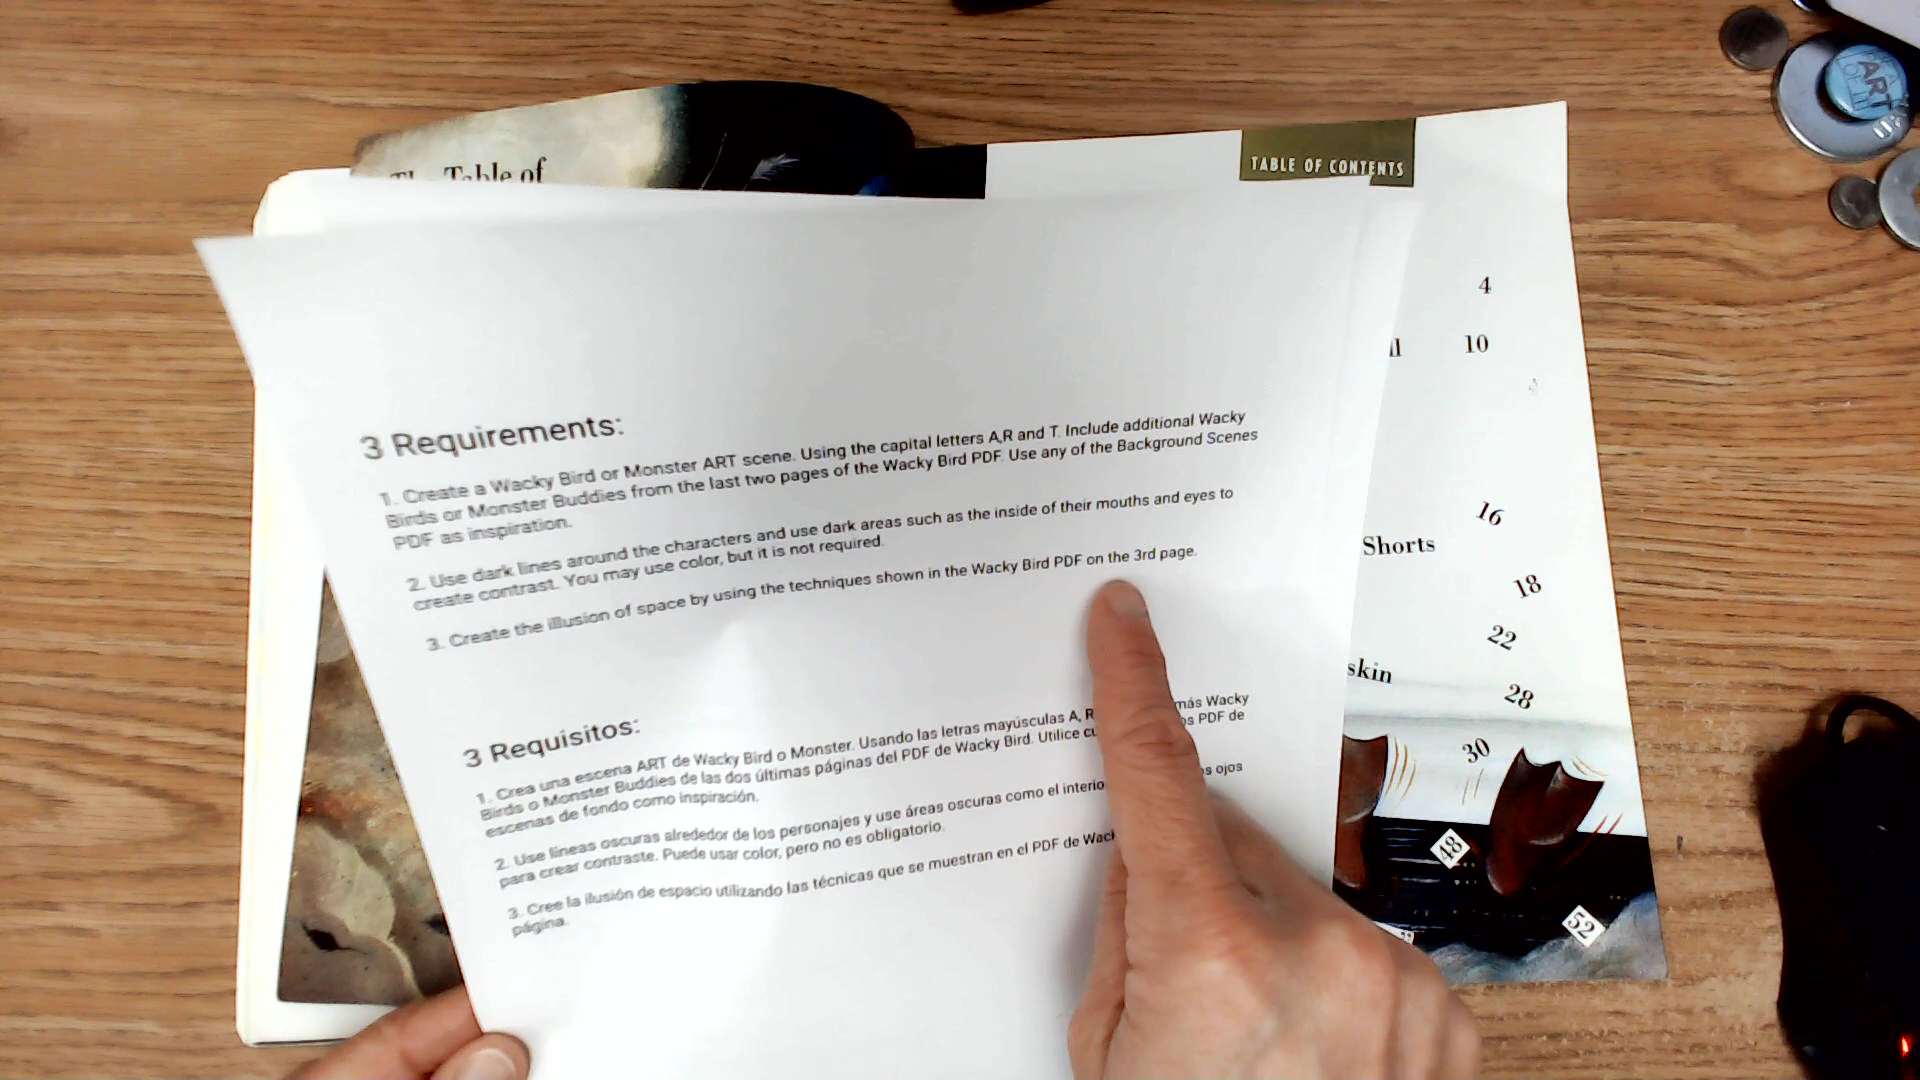 The Table of
TABLE OF CONTENTS
4
10
16
Shorts
18
22
skin
28
30
48
52
ART
3 Requirements:
1. Create a Wacky Bird or Monster ART scene. Using the capital letters A,R and T. Include additional Wacky
Birds or Monster Buddies from the last two pages of the Wacky Bird PDF. Use any of the Background Scenes
PDF as inspiration.
2. Use dark lines around the characters and use dark areas such as the inside of their mouths and eyes to
create contrast. You may use color, but it is not required.
3. Create the illusion of space by using the techniques shown in the Wacky Bird PDF on the 3rd page.
3 Requisitos:
1. Crea una escena ART de Wacky Bird o Monster. Usando las letras mayúsculas A, R más Wacky
Birds o Monster Buddies de las dos últimas páginas del PDF de Wacky Bird. Utilice PDF de
escenas de fondo como inspiración.
2. Use líneas oscuras alrededor de los personajes y use áreas oscuras como el ojos
para crear contraste. Puede usar color, pero no es obligatorio.
3. Cree la ilusión de espacio utilizando las técnicas que se muestran en el PDF de
página.